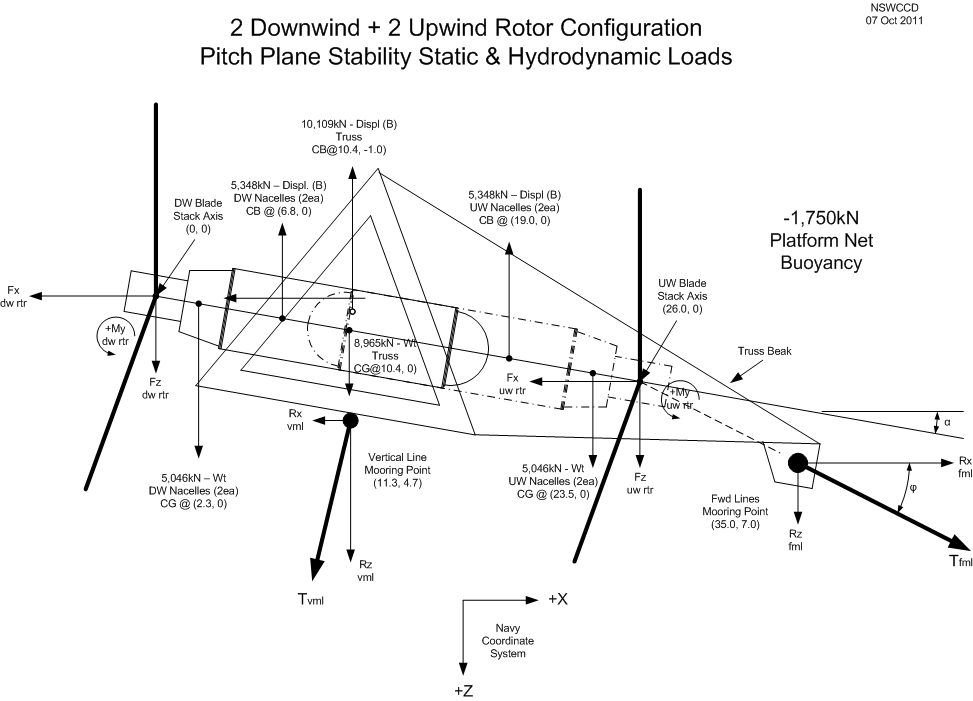 NSWCCD
07 Oct 2011
2 Downwind + 2 Upwind Rotor Configuration
Pitch Plane Stability Static & Hydrodynamic Loads
10,109kN - Displ (B)
Truss
CB@10.4, -1.0)
5,348kN – Displ. (B)
DW Nacelles (2ea)
CB @ (6.8, 0)
5,348kN – Displ (B)
UW Nacelles (2ea)
CB @ (19.0, 0)
DW Blade
Stack Axis
(0, 0)
-1,750kN
Platform Net
Buoyancy
UW Blade
Stack Axis
(26.0, 0)
Fx
dw rtr
+My
dw rtr
Fz
dw rtr
8,965kN - Wt
Truss
CG@10.4, 0)
Truss Beak
Fx
uw rtr
+My
uw rtr
α
Rx
vml
Vertical Line
Mooring Point
(11.3, 4.7)
5,046kN – Wt
DW Nacelles (2ea)
CG @ (2.3, 0)
5,046kN - Wt
UW Nacelles (2ea)
CG @ (23.5, 0)
Fz
uw rtr
Rx
fml
φ
Fwd Lines
Mooring Point
(35.0, 7.0)
Rz
fml
Tfml
Rz
vml
Tvml
+X
Navy
Coordinate
System
+Z